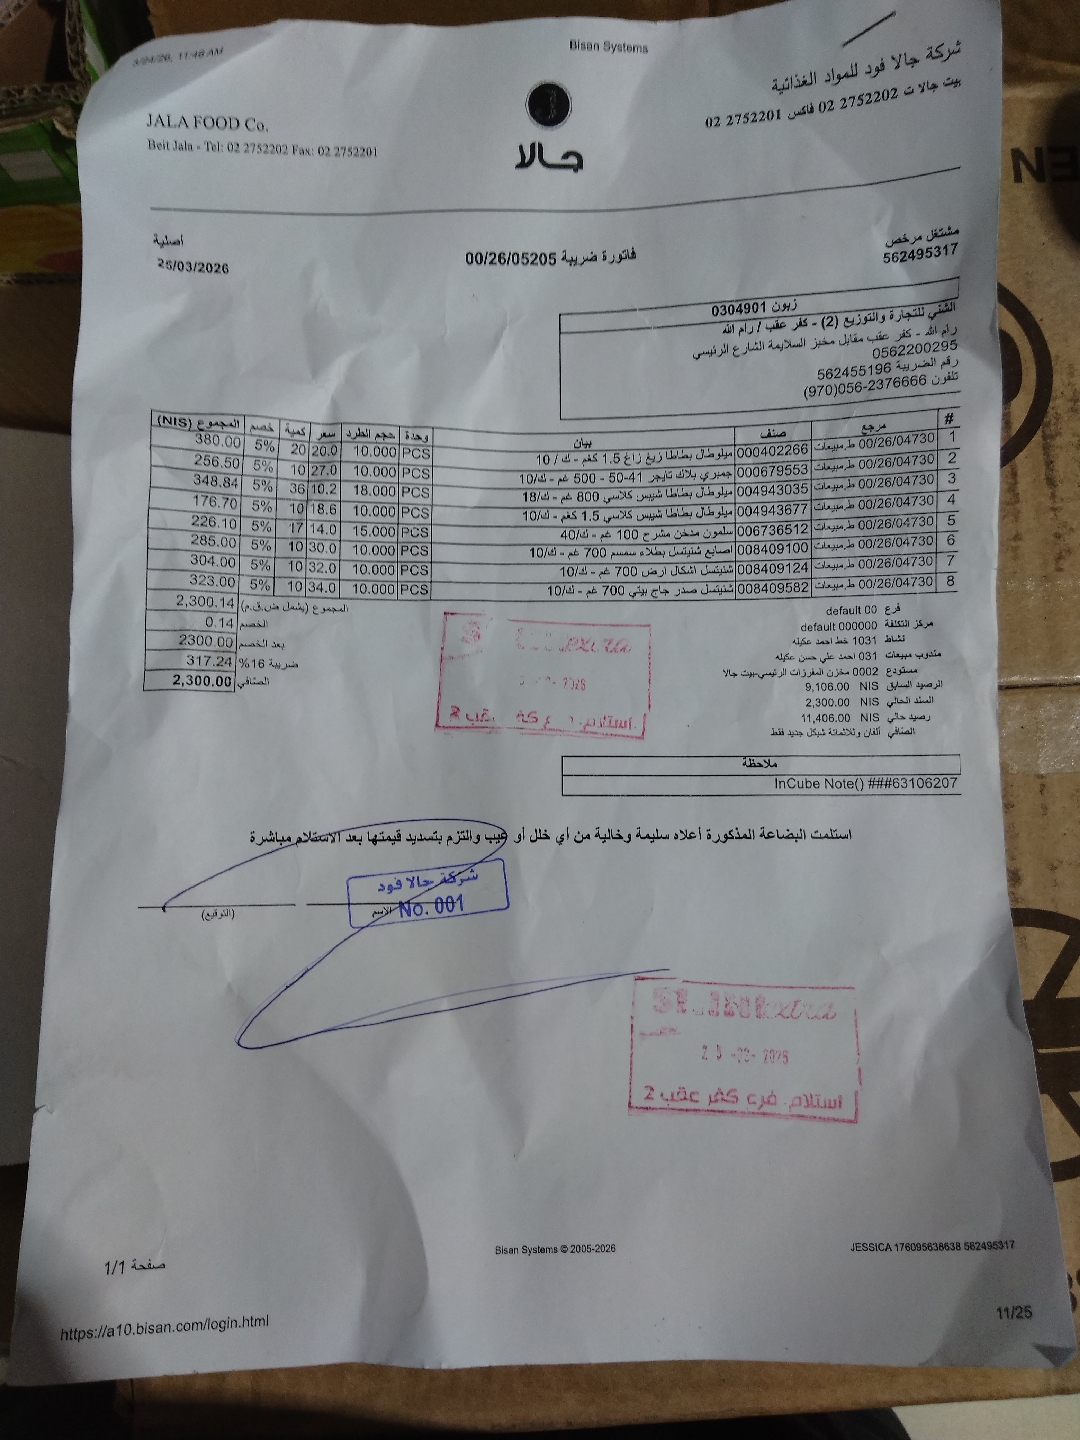 3/24/26, 11:46 AM
Bisan Systems
شركة جالا فود للمواد الغذائية
بيت جالا ت 2752202 02 فاكس 2752201 02
JALA FOOD Co.
Beit Jala - Tel: 02 2752202 Fax: 02 2752201
جالا
مشتغل مرخص
562495317
فاتورة ضريبة 00/26/05205
أصلية
25/03/2026
زبون 0304901
الشني للتجارة والتوزيع (2) - كفر عقب / رام الله
رام الله - كفر عقب مقابل مخبز السلايمة الشارع الرئيسي
0562200295
رقم الضريبة 562455196
تلفون 056-2376666(970)
# مرجع صنف بيان وحدة حجم الطرد سعر كمية خصم المجموع (NIS)
1 00/26/04730 ط.مبيعات 000402266 ميلوطال بطاطا زيغ زاغ 1.5 كغم - ك / 10 PCS 10.000 20.0 20 5% 380.00
2 00/26/04730 ط.مبيعات 000679553 جمبري بلاك تايجر 41-50 - 500 غم - ك/10 PCS 10.000 27.0 10 5% 256.50
3 00/26/04730 ط.مبيعات 004943035 ميلوطال بطاطا شيبس كلاسي 800 غم - ك/18 PCS 18.000 10.2 36 5% 348.84
4 00/26/04730 ط.مبيعات 004943677 ميلوطال بطاطا شيبس كلاسي 1.5 كغم - ك/10 PCS 10.000 18.6 10 5% 176.70
5 00/26/04730 ط.مبيعات 006736512 سلمون مدخن مشرح 100 غم - ك/40 PCS 15.000 14.0 17 5% 226.10
6 00/26/04730 ط.مبيعات 008409100 اصابع شنيتسل بطلاء سمسم 700 غم - ك/10 PCS 10.000 30.0 10 5% 285.00
7 00/26/04730 ط.مبيعات 008409124 شنيتسل اشكال ارض 700 غم - ك/10 PCS 10.000 32.0 10 5% 304.00
8 00/26/04730 ط.مبيعات 008409582 شنيتسل صدر جاج بيتي 700 غم - ك/10 PCS 10.000 34.0 10 5% 323.00
المجموع (يشمل ض.ق.م) 2,300.14
الخصم 0.14
بعد الخصم 2300.00
ضريبة 16% 317.24
الصافي 2,300.00
فرع 00 default
مركز التكلفة 000000 default
نشاط 1031 خط احمد عكيله
مندوب مبيعات 031 احمد علي حسن عكيله
مستودع 0002 مخزن المفرزات الرئيسي-بيت جالا
الرصيد السابق NIS 9,106.00
السند الحالي NIS 2,300.00
رصيد حالي NIS 11,406.00
الصافي ألفان وثلاثمائة شيكل جديد فقط
ملاحظة
InCube Note() ###63106207
استلمت البضاعة المذكورة أعلاه سليمة وخالية من أي خلل أو عيب والتزم بتسديد قيمتها بعد الاستلام مباشرة
شركة جالا فود
No. 001
الاسم
(التوقيع)
استلام فرع كفر عقب 2
Bisan Systems © 2005-2026
JESSICA 176095638638 562495317
صفحة 1/1
https://a10.bisan.com/login.html
11/25